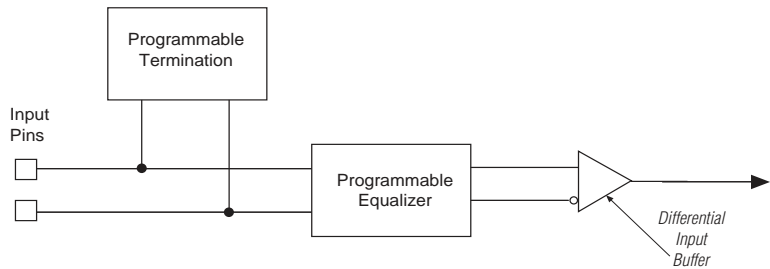 Programmable
Termination
Input
Pins
Programmable
Equalizer
Differential
Input
Buffer